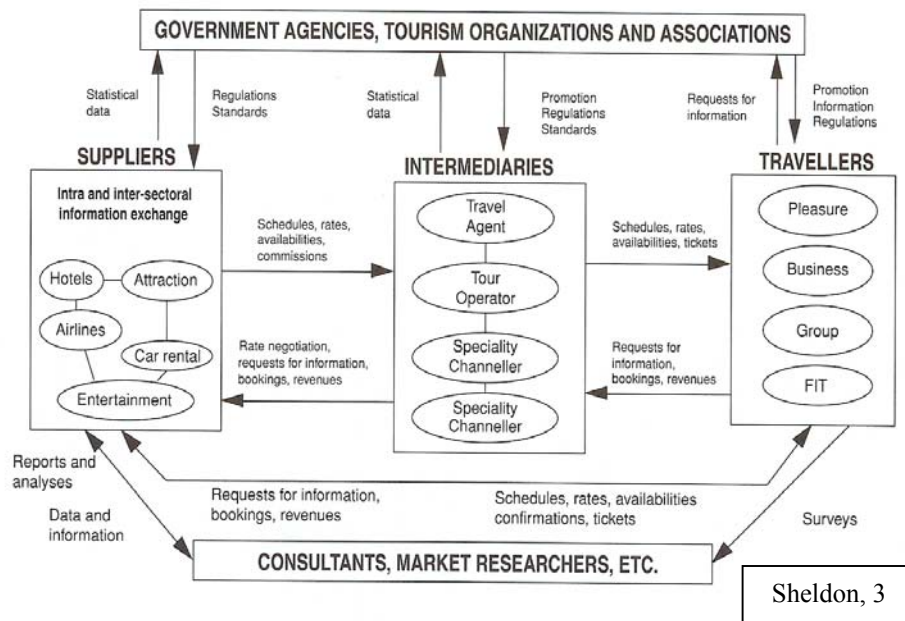 GOVERNMENT AGENCIES, TOURISM ORGANIZATIONS AND ASSOCIATIONS
Statistical
data
Regulations
Standards
Statistical
data
Promotion
Regulations
Standards
Requests for
information
Promotion
Information
Regulations
SUPPLIERS
Intra and inter-sectoral
information exchange
Hotels
Attraction
Airlines
Car rental
Entertainment
Schedules, rates,
availabilities,
commissions
Rate negotiation,
requests for information,
bookings, revenues
INTERMEDIARIES
Travel
Agent
Tour
Operator
Speciality
Channeller
Speciality
Channeller
Schedules, rates,
availabilities, tickets
Requests for
information,
bookings, revenues
TRAVELLERS
Pleasure
Business
Group
FIT
Reports and
analyses
Data and
information
Requests for information,
bookings, revenues
Schedules, rates, availabilities
confirmations, tickets
Surveys
CONSULTANTS, MARKET RESEARCHERS, ETC.
Sheldon, 3